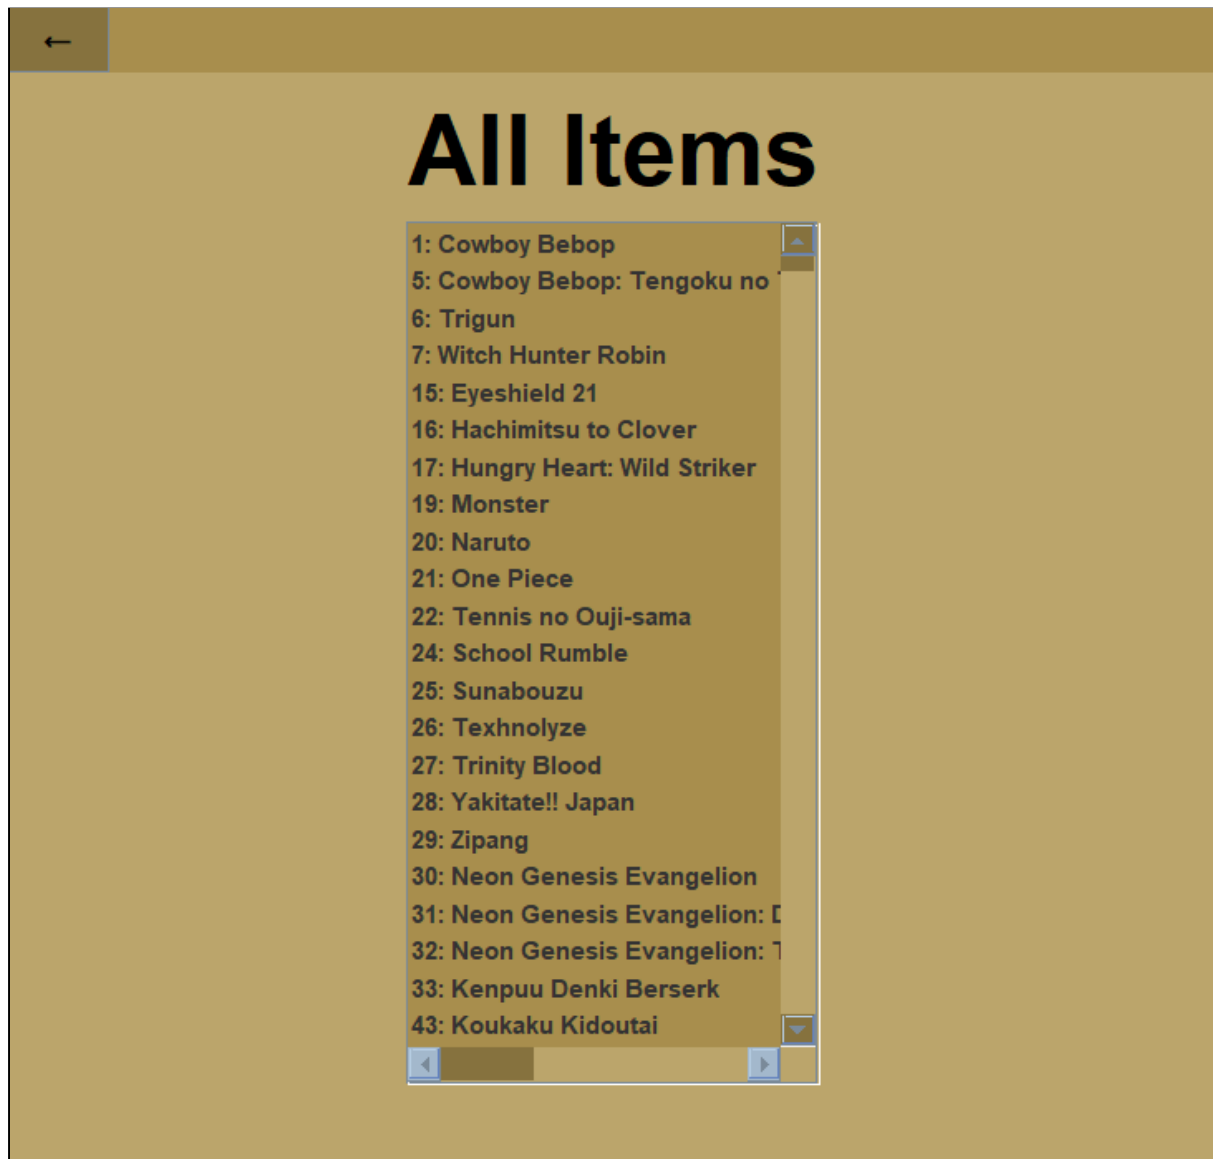 ←
All Items
1: Cowboy Bebop
5: Cowboy Bebop: Tengoku no
6: Trigun
7: Witch Hunter Robin
15: Eyeshield 21
16: Hachimitsu to Clover
17: Hungry Heart: Wild Striker
19: Monster
20: Naruto
21: One Piece
22: Tennis no Ouji-sama
24: School Rumble
25: Sunabouzu
26: Texhnolyze
27: Trinity Blood
28: Yakitate!! Japan
29: Zipang
30: Neon Genesis Evangelion
31: Neon Genesis Evangelion:
32: Neon Genesis Evangelion:
33: Kenpuu Denki Berserk
43: Koukaku Kidoutai